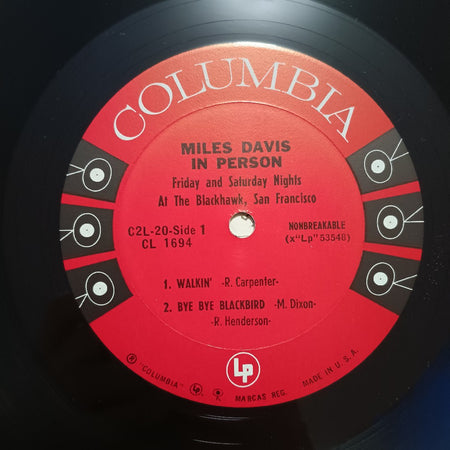 COLUMBIA
MILES DAVIS
IN PERSON
Friday and Saturday Nights
At The Blackhawk, San Francisco
C2L-20-Side 1
CL 1694
NONBREAKABLE
(x"Lp"53548)
1. WALKIN' -R. Carpenter-
2. BYE BYE BLACKBIRD -M. Dixon-
-R. Henderson-
Lp
® "COLUMBIA" MARCAS REG. MADE IN U.S.A.